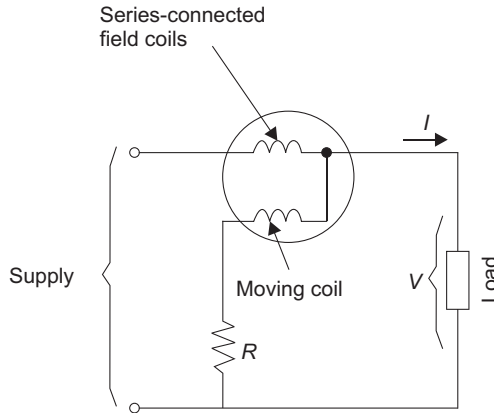 Series-connected
field coils
I
Supply
Moving coil
V
Load
R